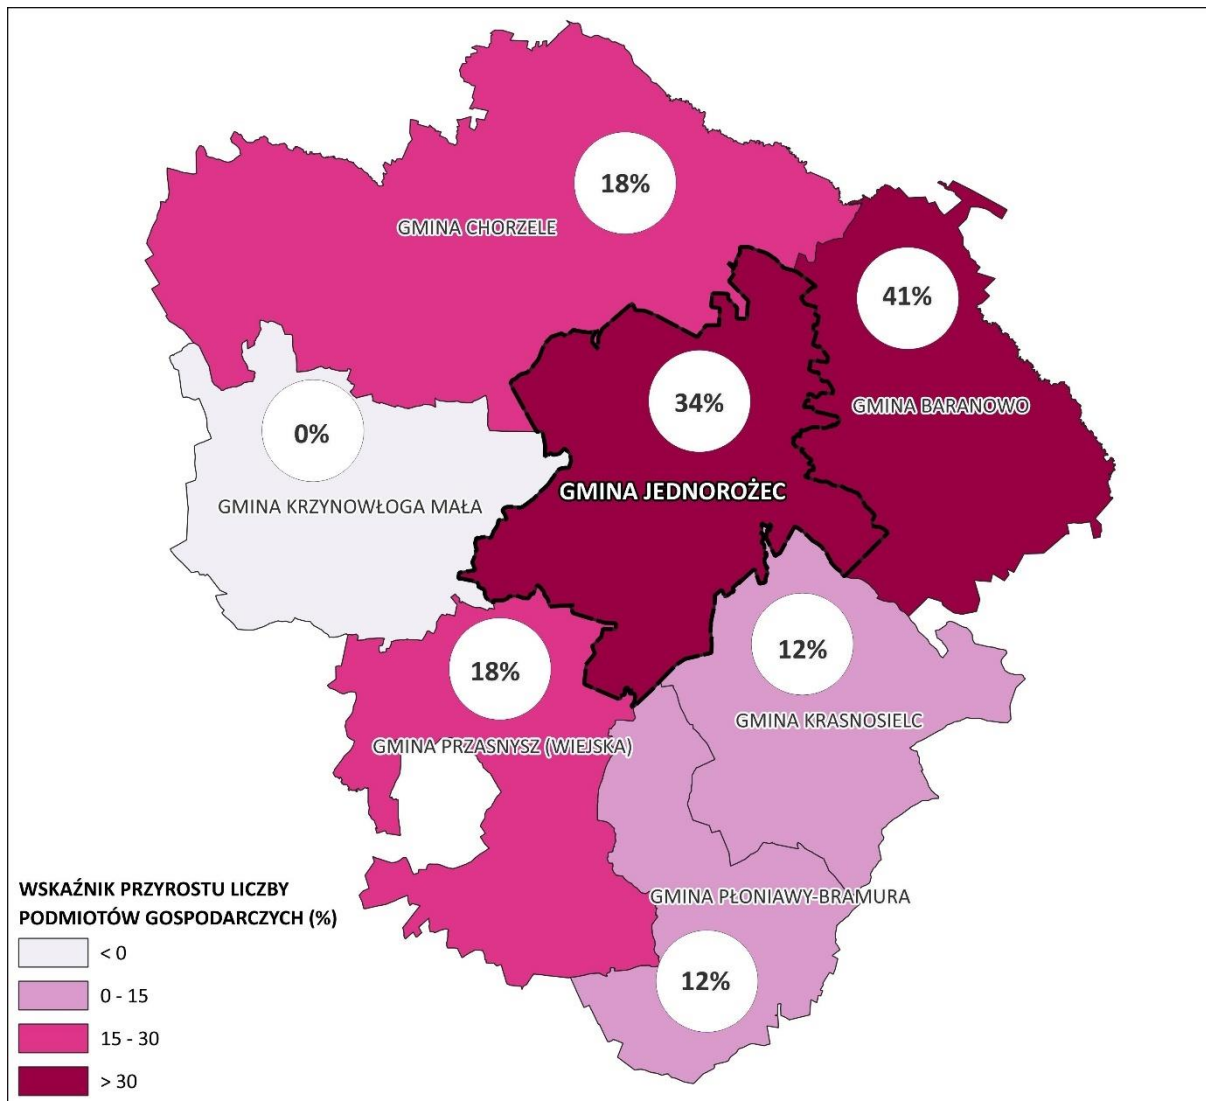 18%
GMINA CHORZELE
41%
34%
GMINA BARANOWO
0%
GMINA JEDNOROŻEC
GMINA KRZYNOWŁOGA MAŁA
12%
18%
GMINA KRASNOSIELC
GMINA PRZASNYSZ (WIEJSKA)
GMINA PŁONIAWY-BRAMURA
12%
WSKAŹNIK PRZYROSTU LICZBY
PODMIOTÓW GOSPODARCZYCH (%)
< 0
0 - 15
15 - 30
> 30